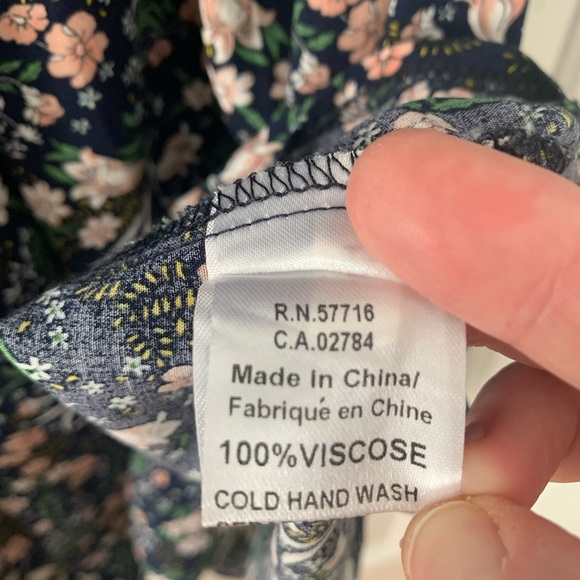 R.N.57716
C.A.02784
Made In China/
Fabriqué en Chine
100%VISCOSE
COLD HAND WASH